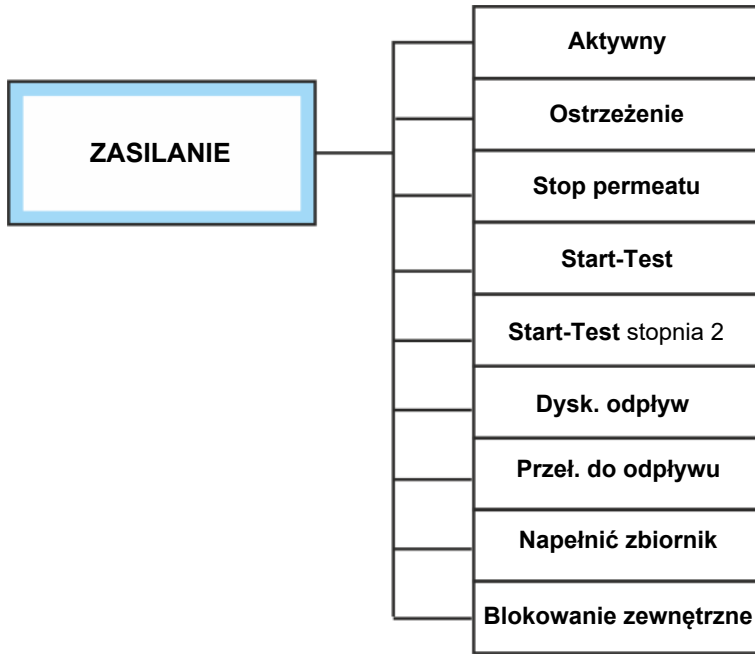 ZASILANIE
Aktywny
Ostrzeżenie
Stop permeatu
Start-Test
Start-Test stopnia 2
Dysk. odpływ
Przeł. do odpływu
Napełnić zbiornik
Blokowanie zewnętrzne